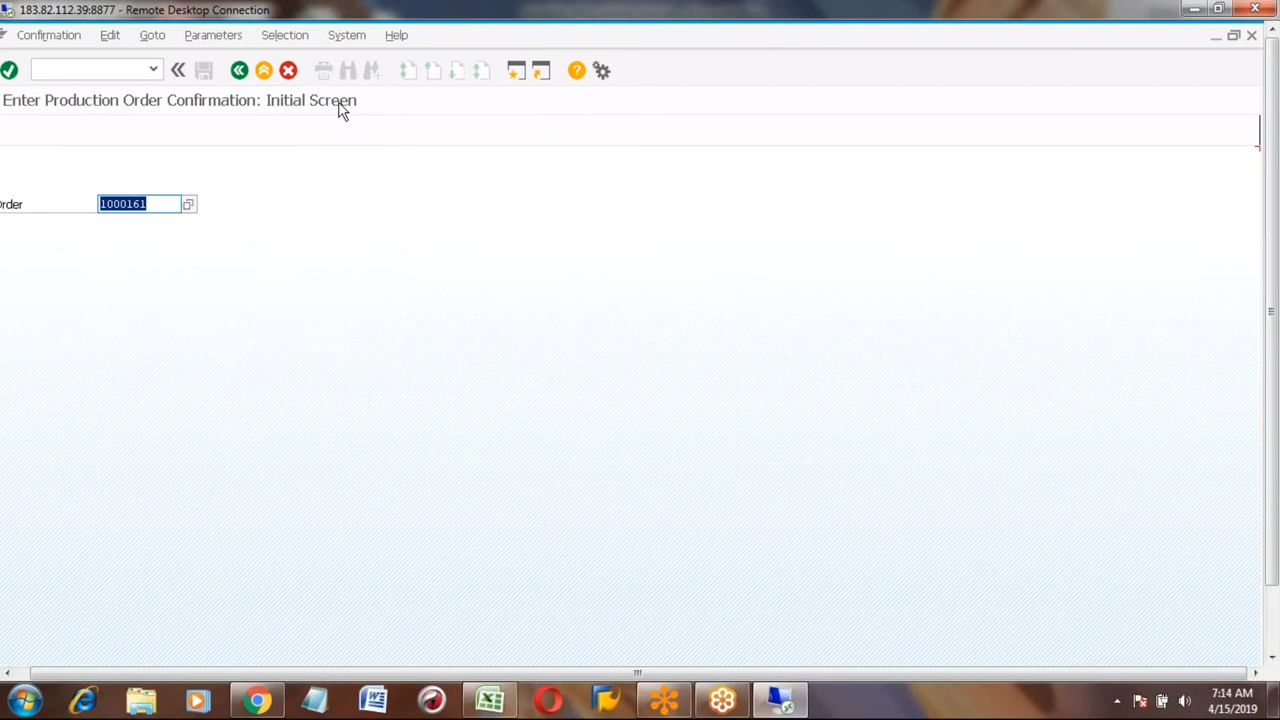 183.82.112.39:8877 - Remote Desktop Connection
Confirmation Edit Goto Parameters Selection System Help
Enter Production Order Confirmation: Initial Screen
Order 1000161
7:14 AM
4/15/2019